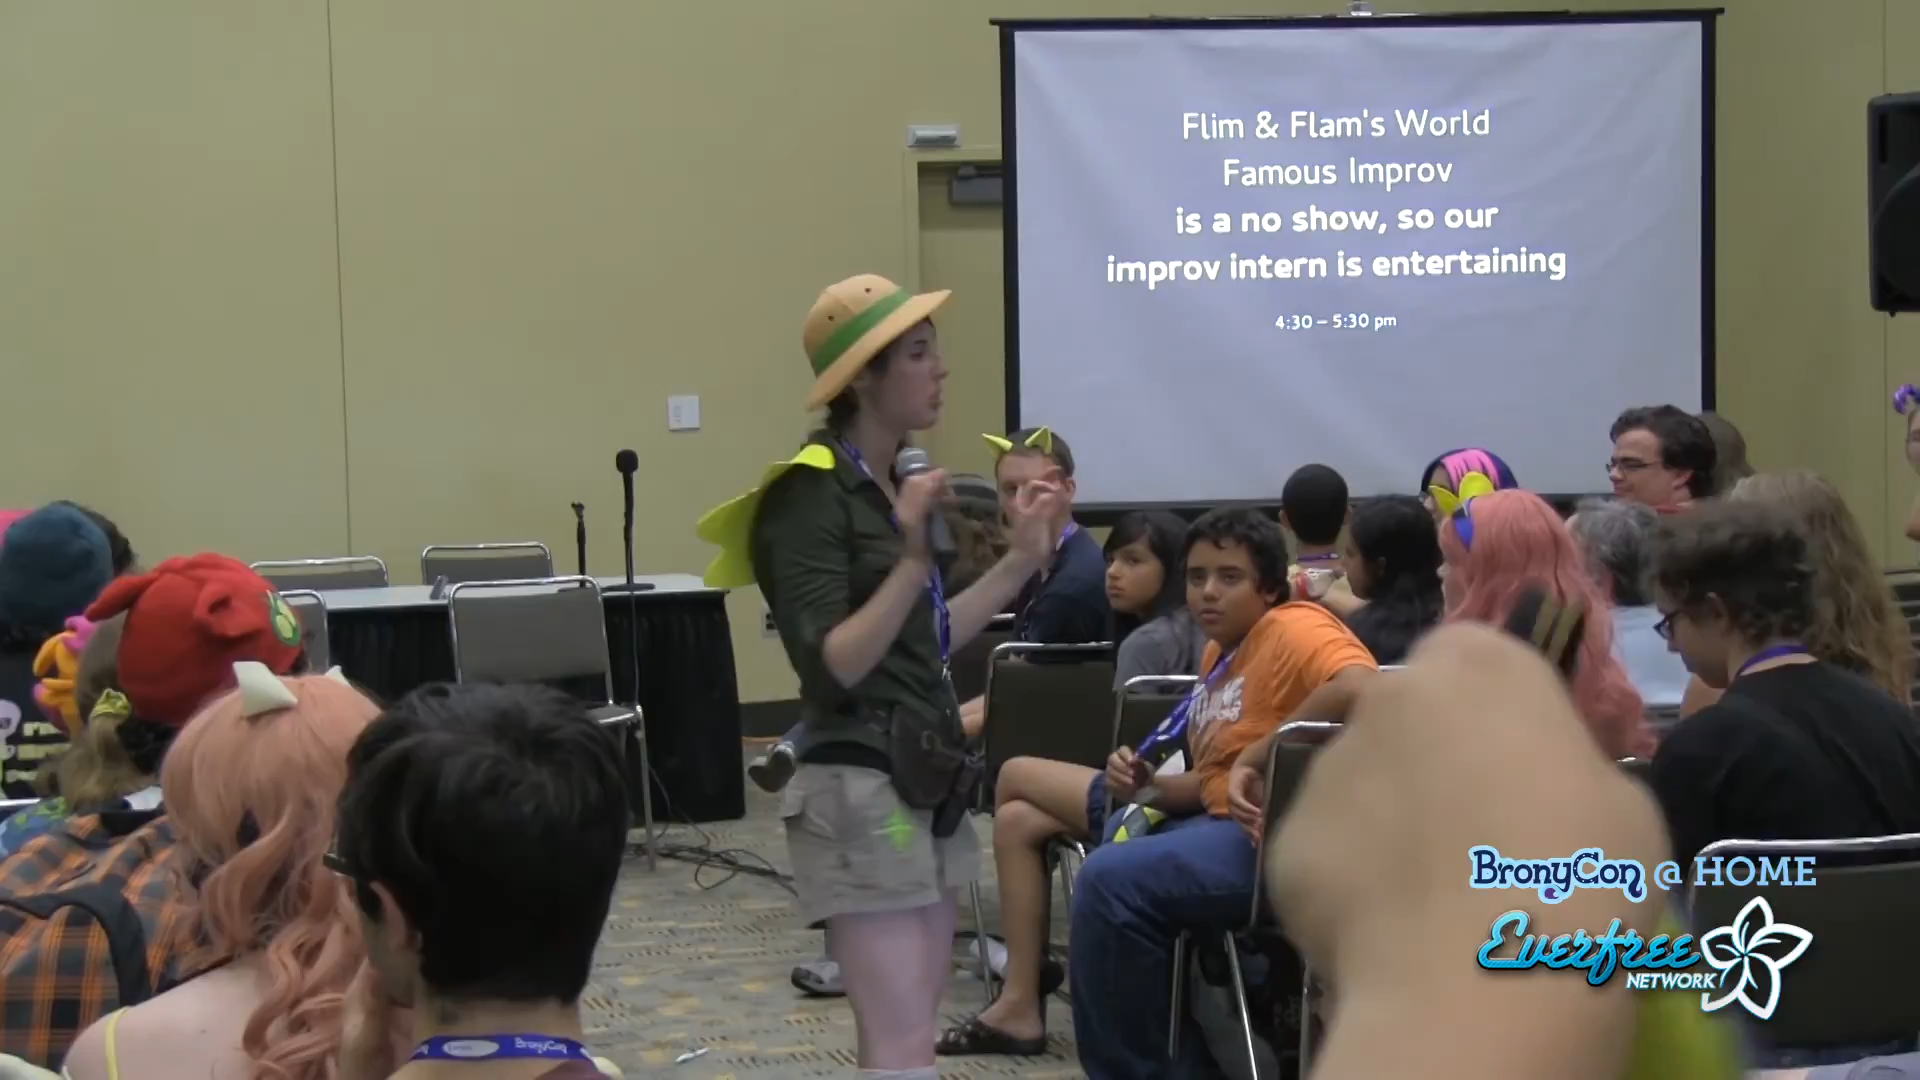 Flim & Flam's World
Famous Improv
is a no show, so our
improv intern is entertaining
4:30 – 5:30 pm
BronyCon @ HOME
Everfree
NETWORK
BronyCon